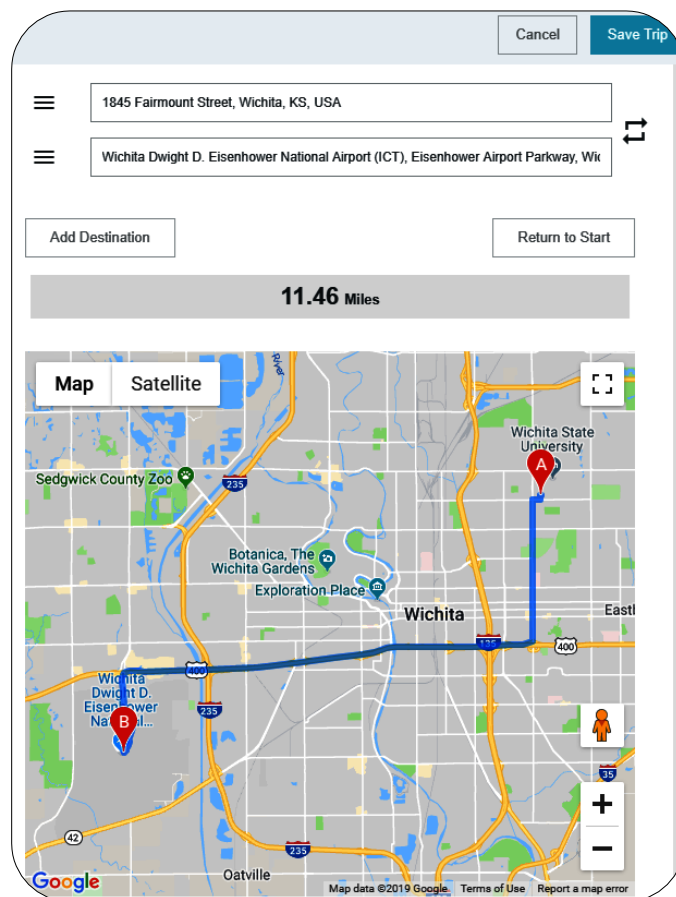 Cancel
Save Trip
1845 Fairmount Street, Wichita, KS, USA
Wichita Dwight D. Eisenhower National Airport (ICT), Eisenhower Airport Parkway, Wic
Add Destination
Return to Start
11.46 Miles
River
Map
Satellite
Wichita State
University
A
Sedgwick County Zoo
235
Botanica, The
Wichita Gardens
Exploration Place
Wichita
Eastl
135
400
400
Wichita
Dwight D.
Eisenhower
B
235
35
+
42
235
−
Oatville
Google
Map data ©2019 Google
Terms of Use
Report a map error